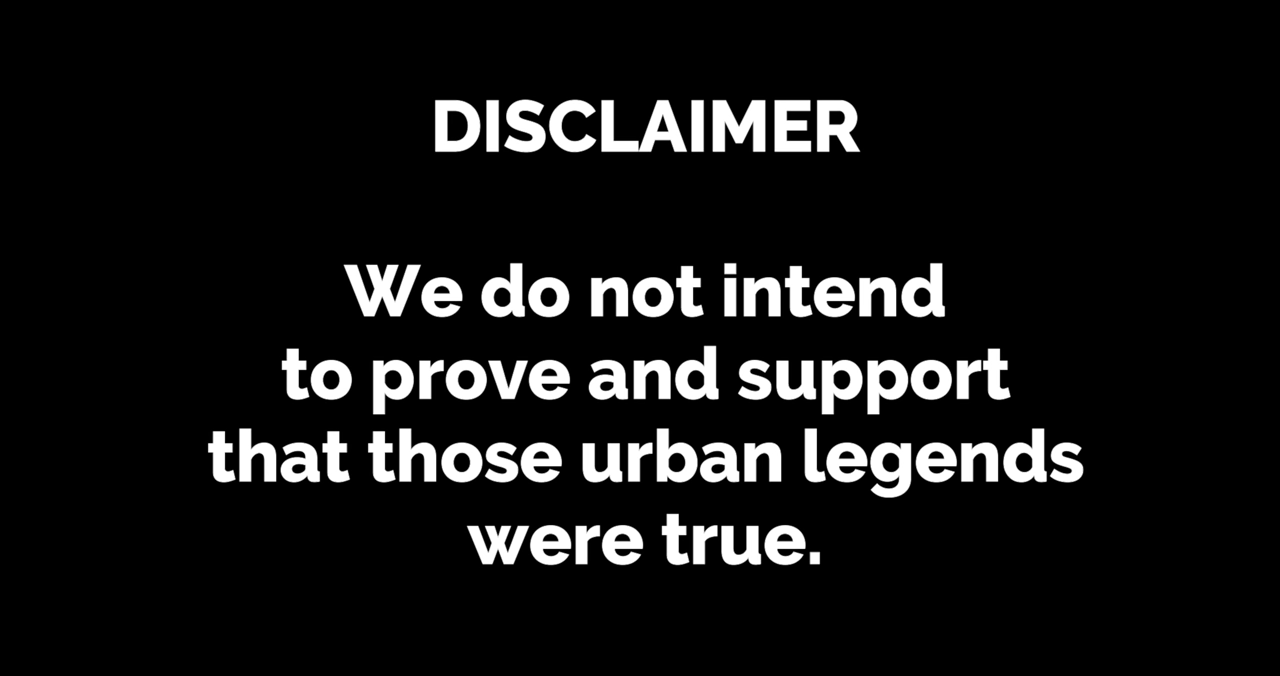 DISCLAIMER
We do not intend
to prove and support
that those urban legends
were true.